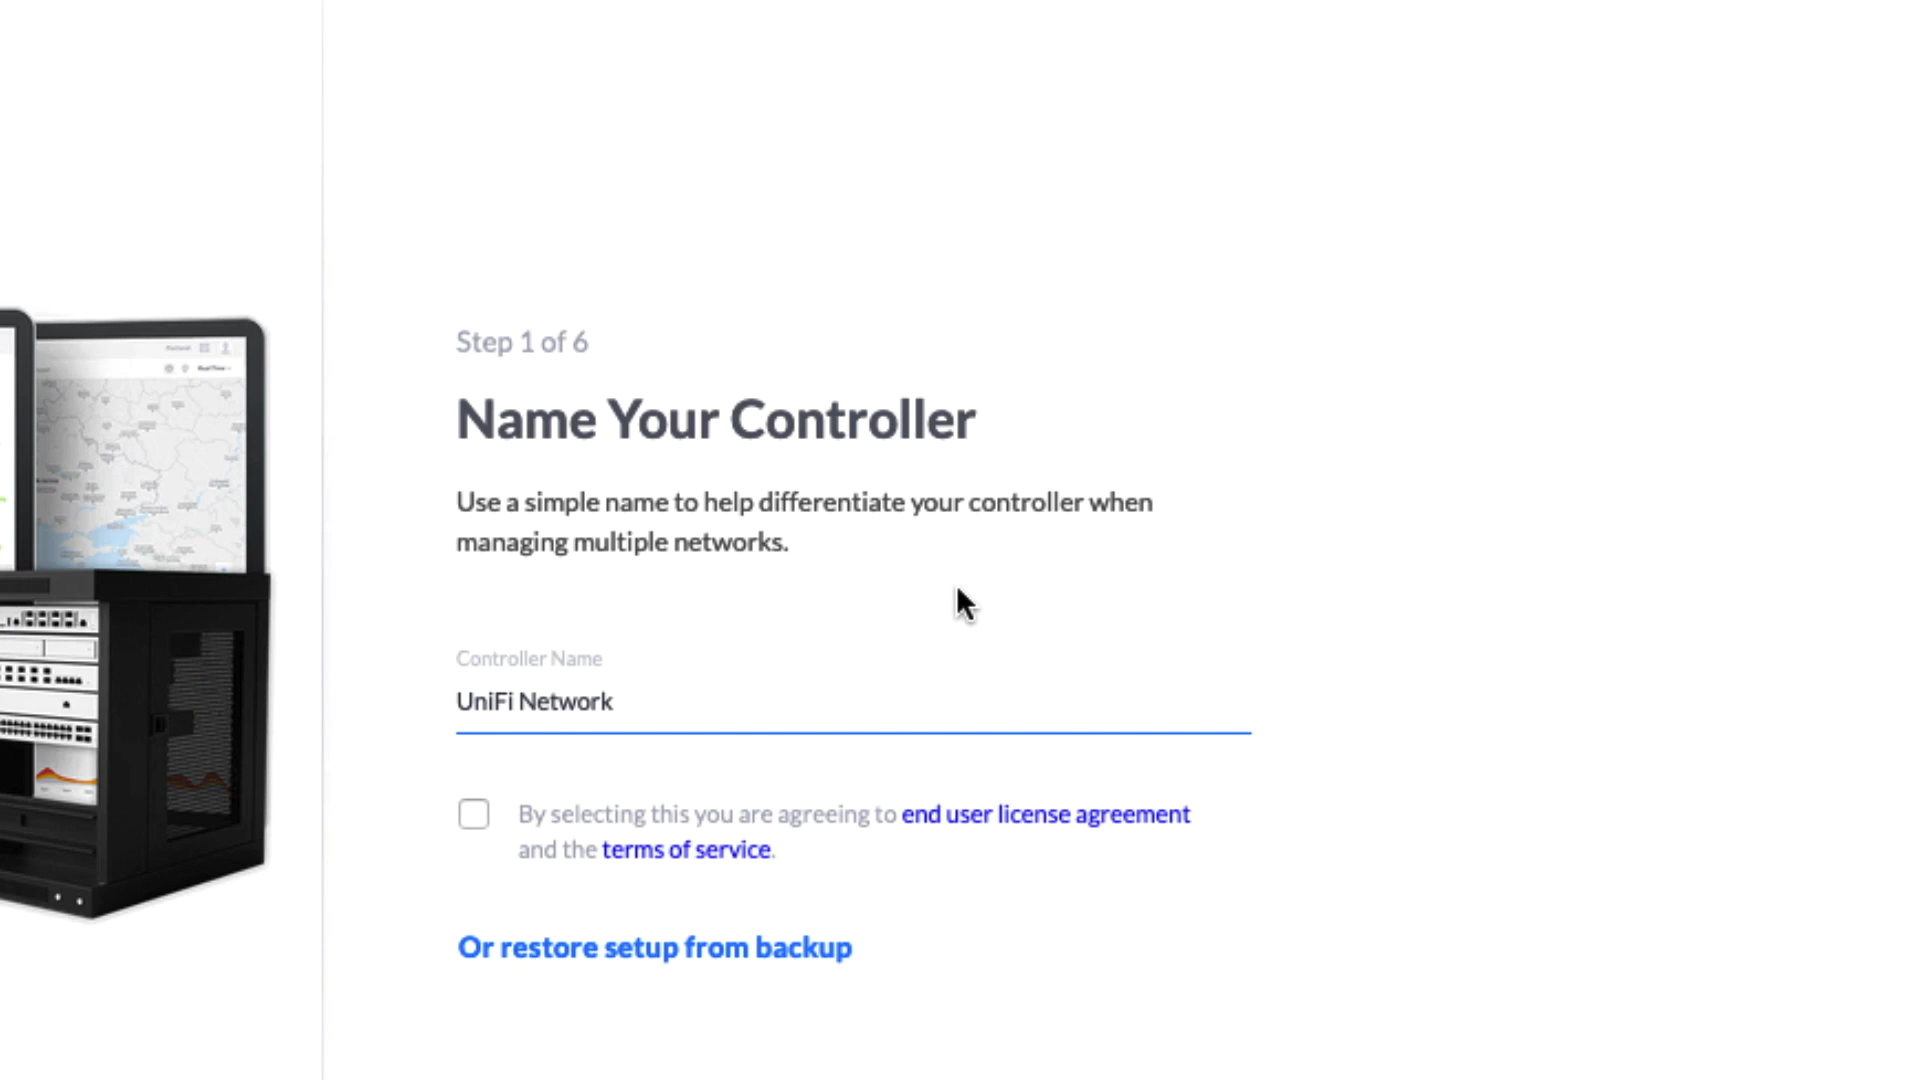 Step 1 of 6
Name Your Controller
Use a simple name to help differentiate your controller when
managing multiple networks.
Controller Name
UniFi Network
By selecting this you are agreeing to end user license agreement
and the terms of service.
Or restore setup from backup